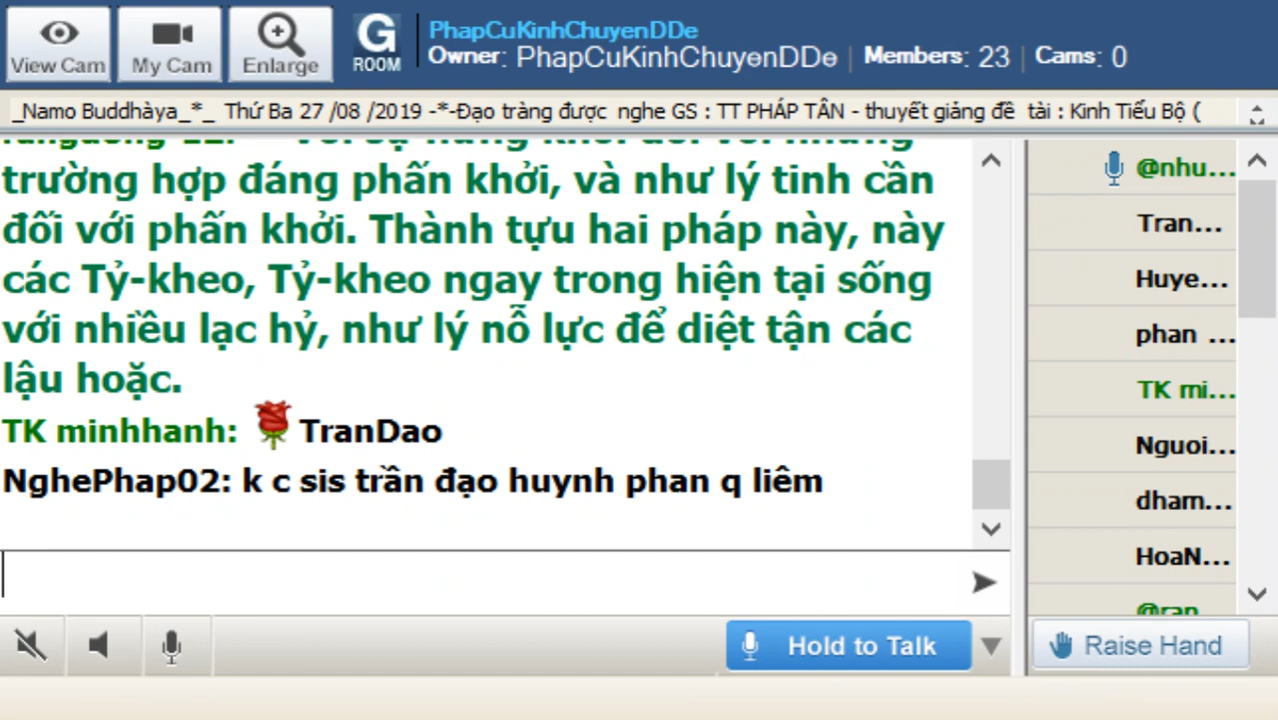 PhapCuKinhChuyenDDe
Owner: PhapCuKinhChuyenDDe | Members: 23 | Cams: 0
View Cam
My Cam
Enlarge
G
ROOM
_Namo Buddhàya_*_ Thứ Ba 27 /08 /2019 -*-Đạo tràng được nghe GS : TT PHÁP TÂN - thuyết giảng đề tài : Kinh Tiểu Bộ (
trường hợp đáng phấn khởi, và như lý tinh cần
đối với phấn khởi. Thành tựu hai pháp này, này
các Tỷ-kheo, Tỷ-kheo ngay trong hiện tại sống
với nhiều lạc hỷ, như lý nỗ lực để diệt tận các
lậu hoặc.
TK minhhanh: TranDao
NghePhap02: k c sis trần đạo huynh phan q liêm
@nhu...
Tran...
Huye...
phan ...
TK mi...
Nguoi...
dham...
HoaN...
Hold to Talk
Raise Hand